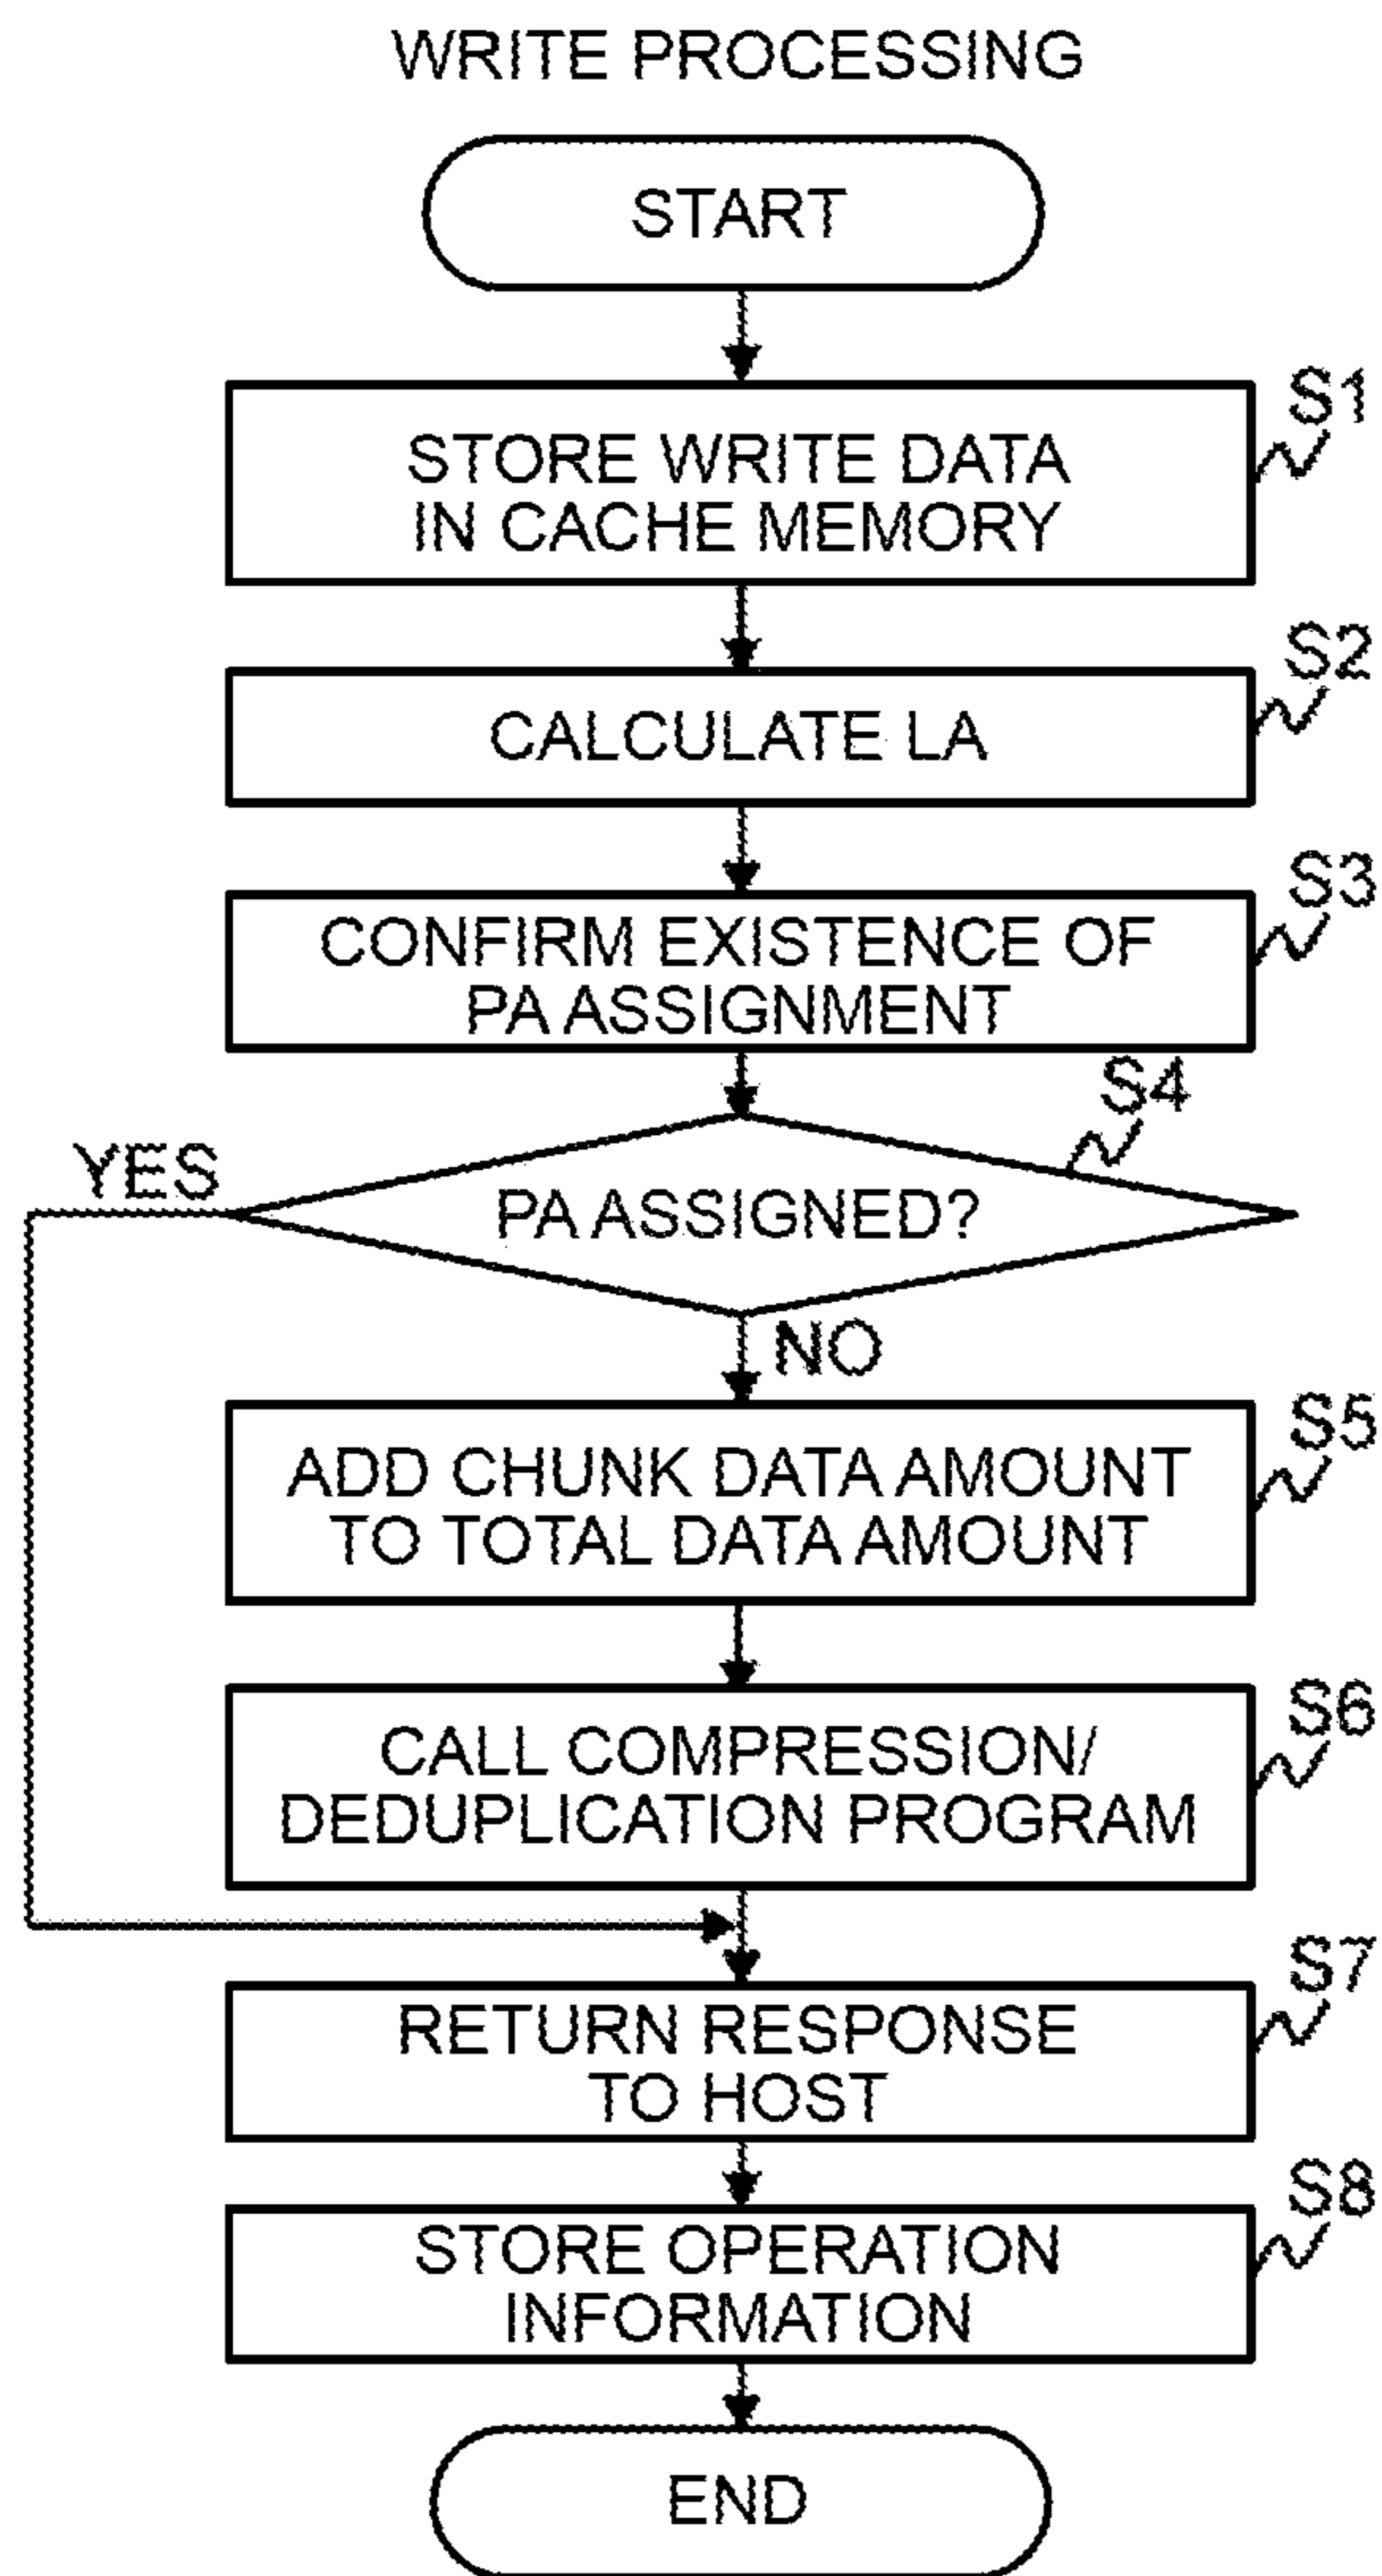 WRITE PROCESSING
START
S1
STORE WRITE DATA
IN CACHE MEMORY
S2
CALCULATE LA
S3
CONFIRM EXISTENCE OF
PA ASSIGNMENT
S4
YES
PA ASSIGNED?
NO
S5
ADD CHUNK DATA AMOUNT
TO TOTAL DATA AMOUNT
S6
CALL COMPRESSION/
DEDUPLICATION PROGRAM
S7
RETURN RESPONSE
TO HOST
S8
STORE OPERATION
INFORMATION
END